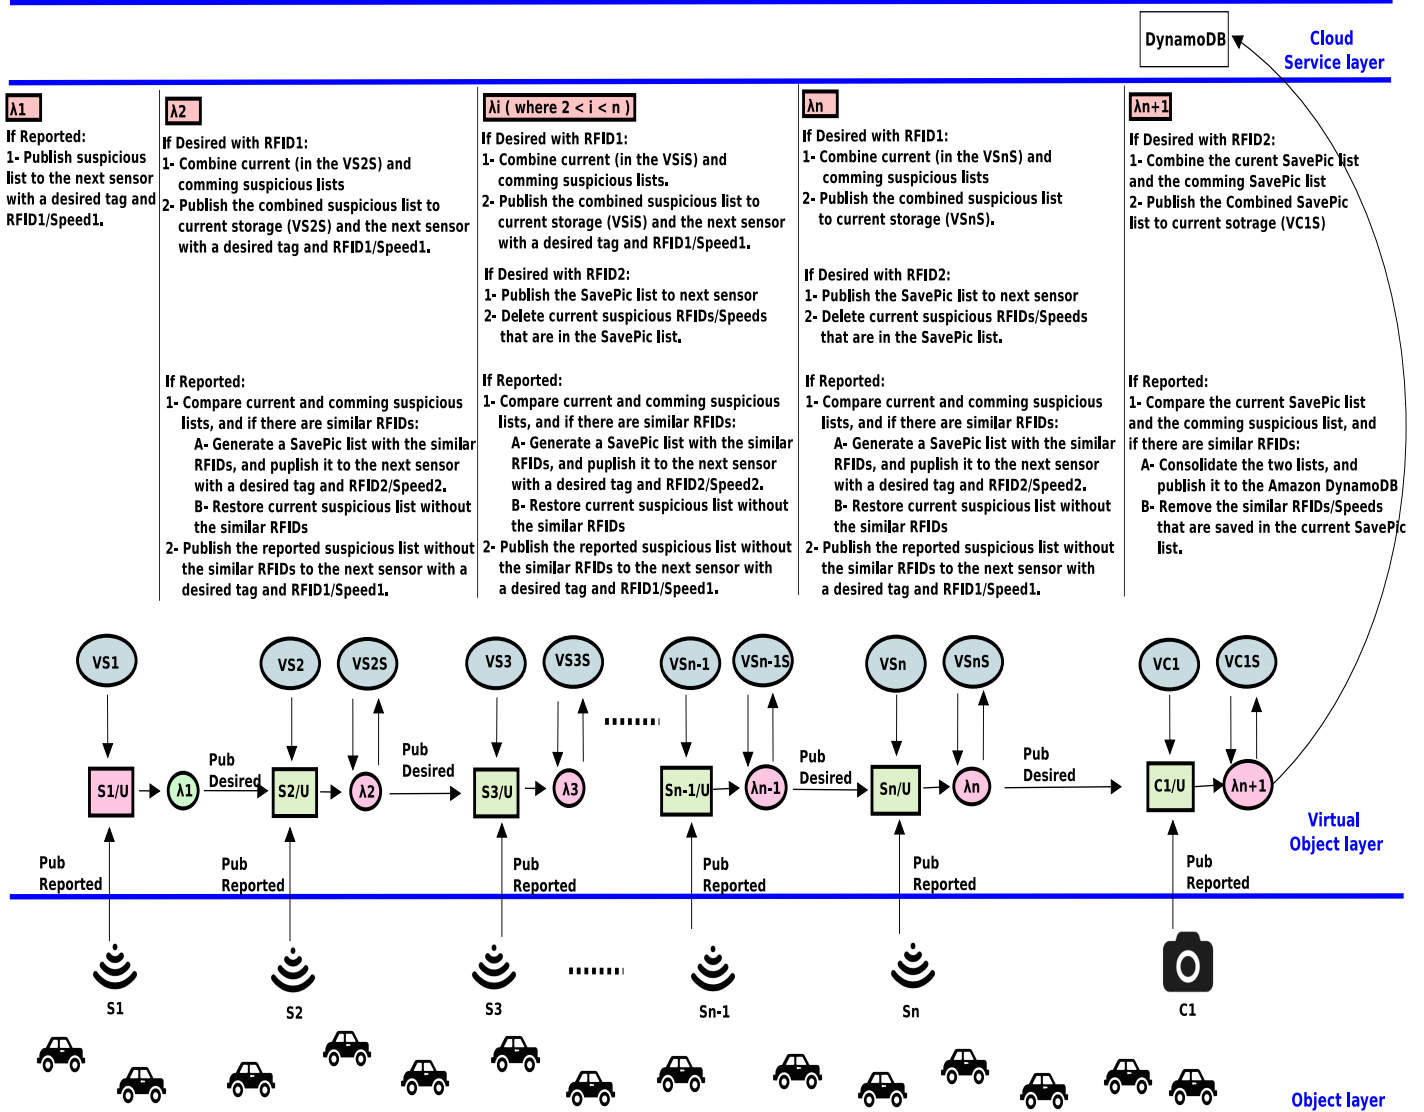 DynamoDB
Cloud
Service layer
λ1
If Reported:
1- Publish suspicious
list to the next sensor
with a desired tag and
RFID1/Speed1.
λ2
If Desired with RFID1:
1- Combine current (in the VS2S) and
comming suspicious lists
2- Publish the combined suspicious list to
current storage (VS2S) and the next sensor
with a desired tag and RFID1/Speed1.
If Reported:
1- Compare current and comming suspicious
lists, and if there are similar RFIDs:
A- Generate a SavePic list with the similar
RFIDs, and puplish it to the next sensor
with a desired tag and RFID2/Speed2.
B- Restore current suspicious list without
the similar RFIDs
2- Publish the reported suspicious list without
the similar RFIDs to the next sensor with a
desired tag and RFID1/Speed1.
λi ( where 2 < i < n )
If Desired with RFID1:
1- Combine current (in the VSiS) and
comming suspicious lists.
2- Publish the combined suspicious list to
current storage (VSiS) and the next sensor
with a desired tag and RFID1/Speed1.
If Desired with RFID2:
1- Publish the SavePic list to next sensor
2- Delete current suspicious RFIDs/Speeds
that are in the SavePic list.
If Reported:
1- Compare current and comming suspicious
lists, and if there are similar RFIDs:
A- Generate a SavePic list with the similar
RFIDs, and puplish it to the next sensor
with a desired tag and RFID2/Speed2.
B- Restore current suspicious list without
the similar RFIDs
2- Publish the reported suspicious list without
the similar RFIDs to the next sensor with
a desired tag and RFID1/Speed1.
λn
If Desired with RFID1:
1- Combine current (in the VSnS) and
comming suspicious lists
2- Publish the combined suspicious list
to current storage (VSnS).
If Desired with RFID2:
1- Publish the SavePic list to next sensor
2- Delete current suspicious RFIDs/Speeds
that are in the SavePic list.
If Reported:
1- Compare current and comming suspicious
lists, and if there are similar RFIDs:
A- Generate a SavePic list with the similar
RFIDs, and puplish it to the next sensor
with a desired tag and RFID2/Speed2.
B- Restore current suspicious list without
the similar RFIDs
2- Publish the reported suspicious list without
the similar RFIDs to the next sensor with
a desired tag and RFID1/Speed1.
λn+1
If Desired with RFID2:
1- Combine the curent SavePic list
and the comming SavePic list
2- Publish the Combined SavePic
list to current sotrage (VC1S)
If Reported:
1- Compare the current SavePic list
and the comming suspicious list, and
if there are similar RFIDs:
A- Consolidate the two lists, and
publish it to the Amazon DynamoDB
B- Remove the similar RFIDs/Speeds
that are saved in the current SavePic
list.
VS1
VS2
VS2S
VS3
VS3S
VSn-1
VSn-1S
VSn
VSnS
VC1
VC1S
Pub
Desired
Pub
Desired
Pub
Desired
Pub
Desired
S1/U
λ1
S2/U
λ2
S3/U
λ3
Sn-1/U
λn-1
Sn/U
λn
C1/U
λn+1
Virtual
Object layer
Pub
Reported
Pub
Reported
Pub
Reported
Pub
Reported
Pub
Reported
Pub
Reported
S1
S2
S3
Sn-1
Sn
C1
Object layer